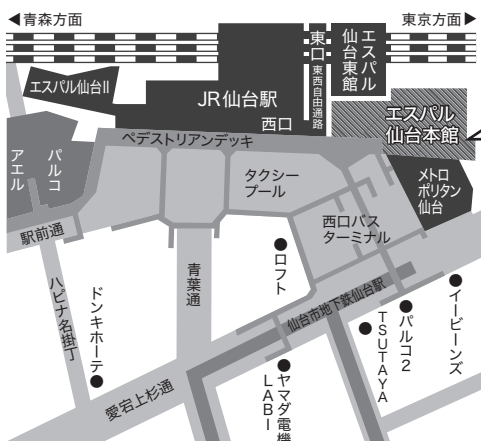 ◀青森方面
東京方面▶
東口
東西自由通路
エスパル
仙台東館
エスパル仙台II
JR仙台駅
西口
エスパル
仙台本館
ペデストリアンデッキ
アエル
パルコ
タクシー
プール
メトロ
ポリタン
仙台
西口バス
ターミナル
駅前通
青葉通
ロフト
ハピナ名掛丁
ドンキホーテ
仙台市地下鉄仙台駅
イービーンズ
パルコ2
TSUTAYA
愛宕上杉通
ヤマダ電機
LABI